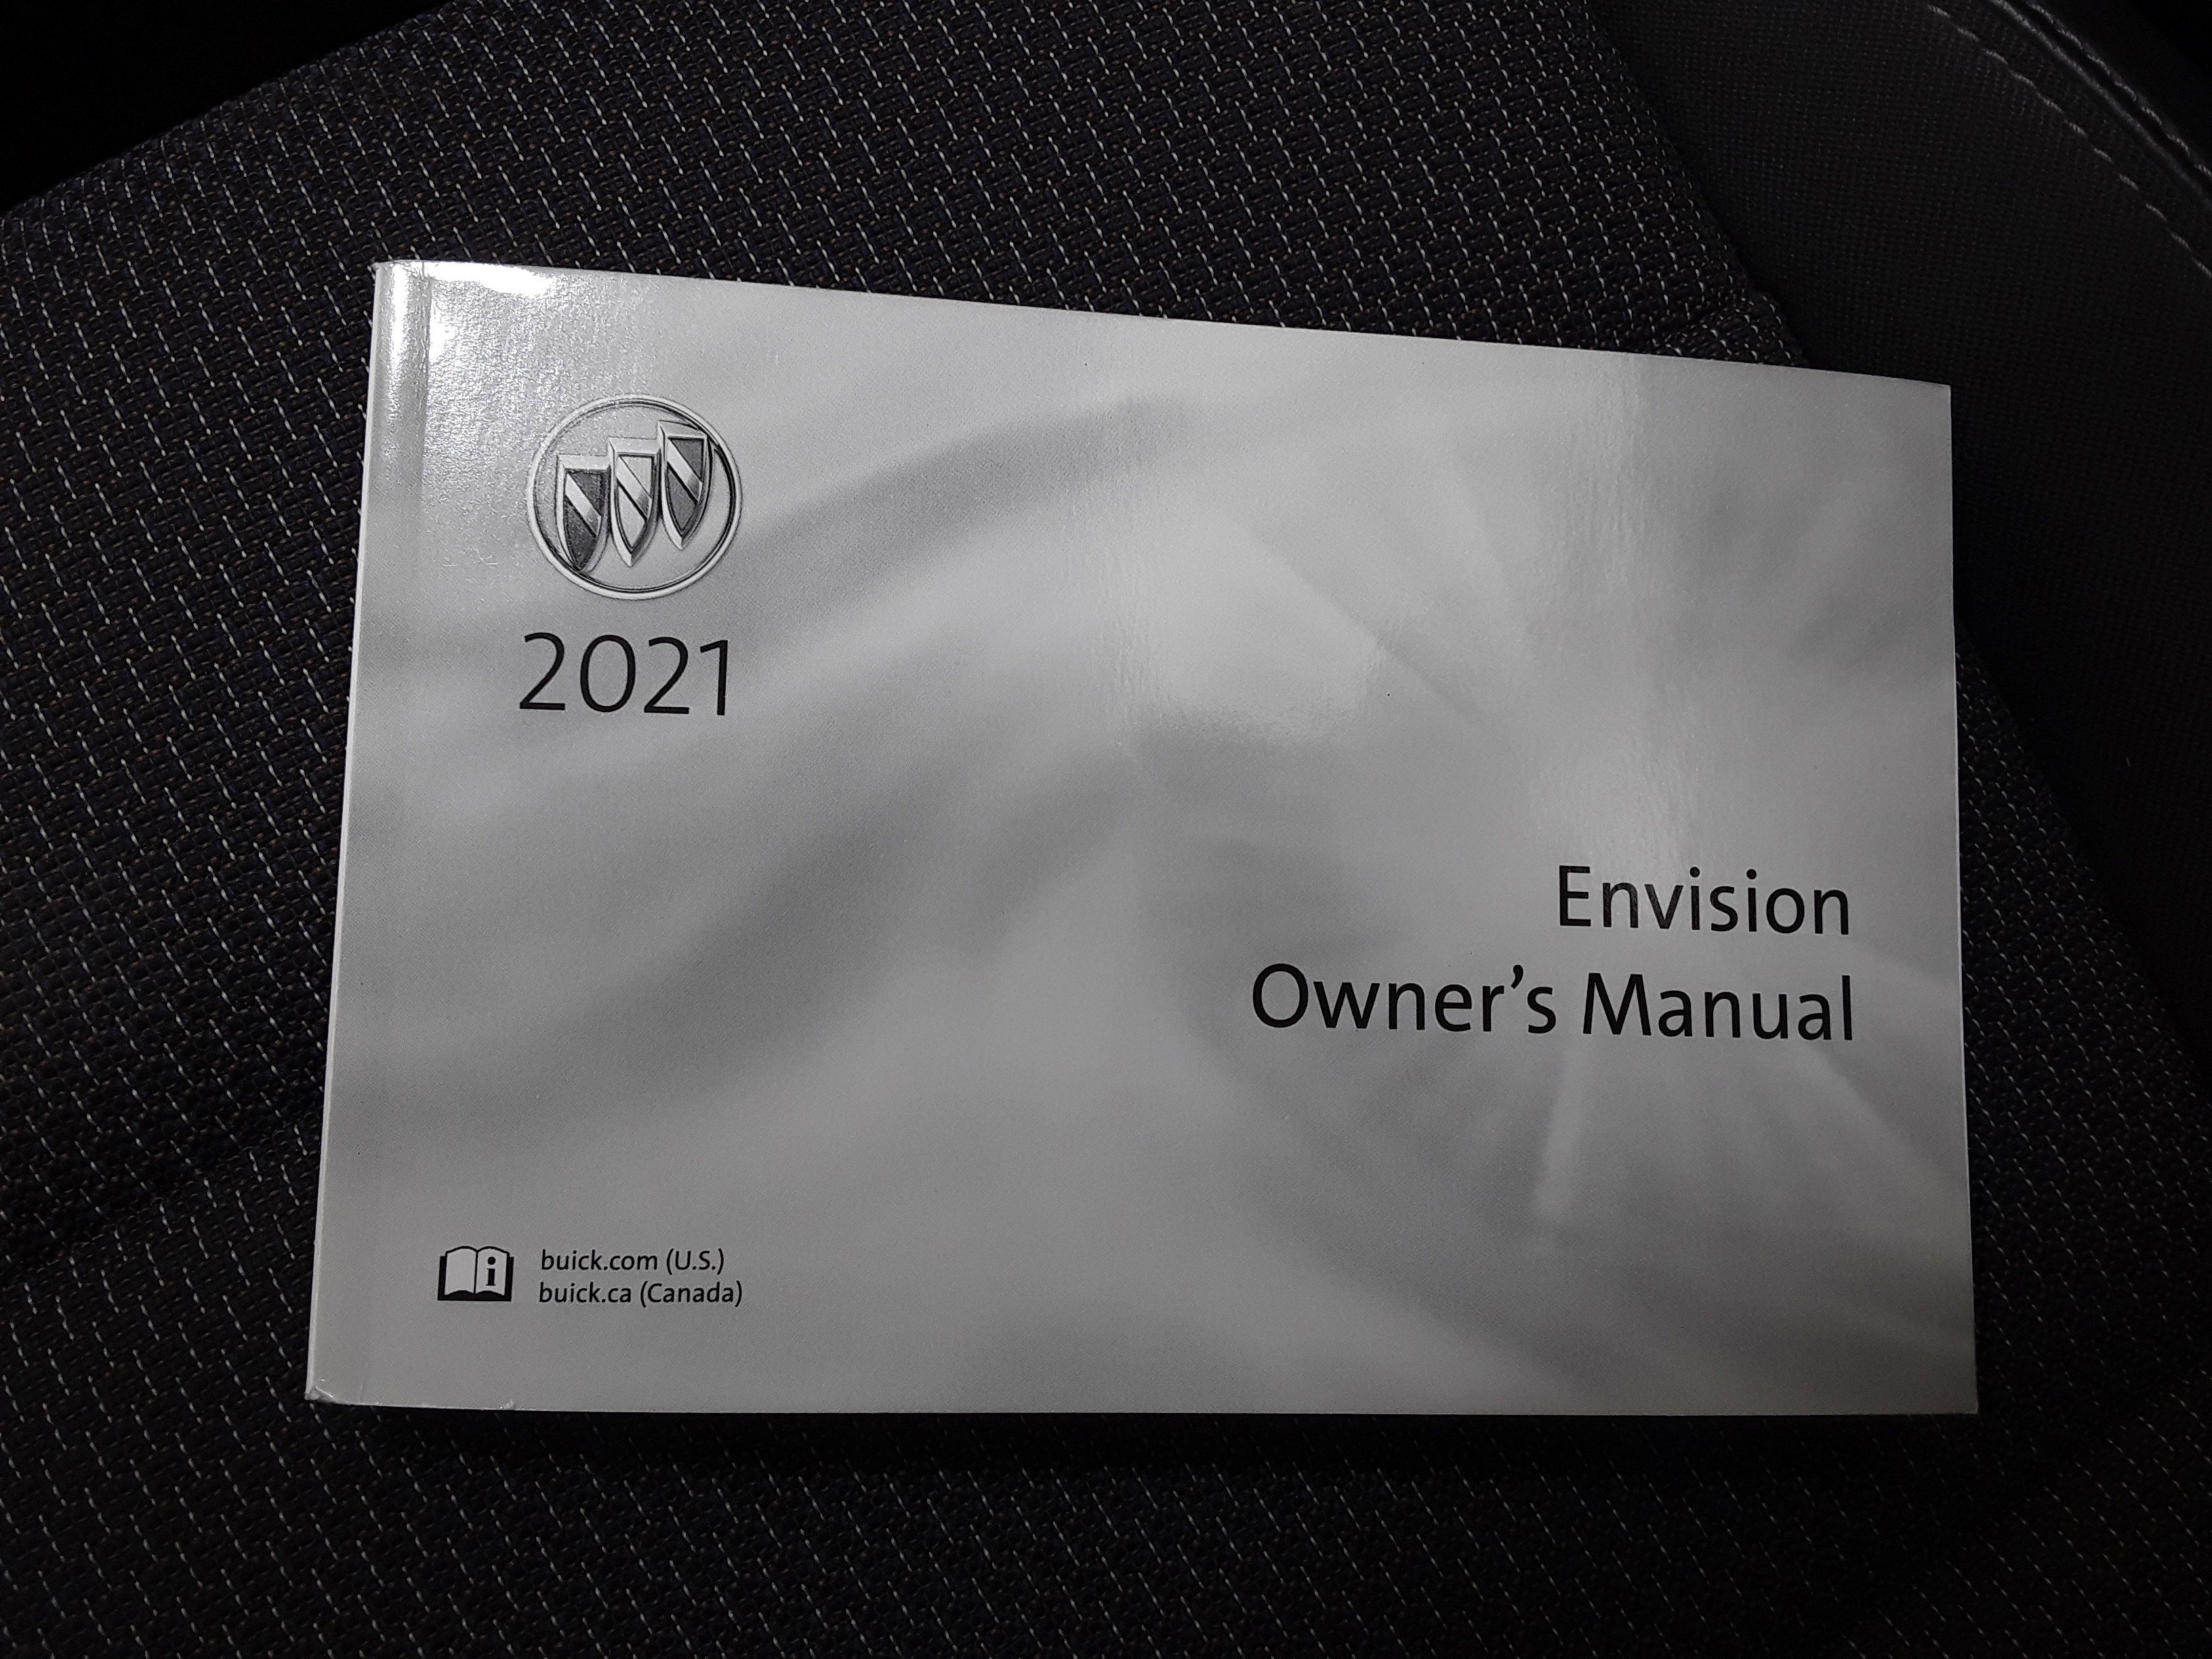 2021
Envision
Owner’s Manual
i
buick.com (U.S.)
buick.ca (Canada)